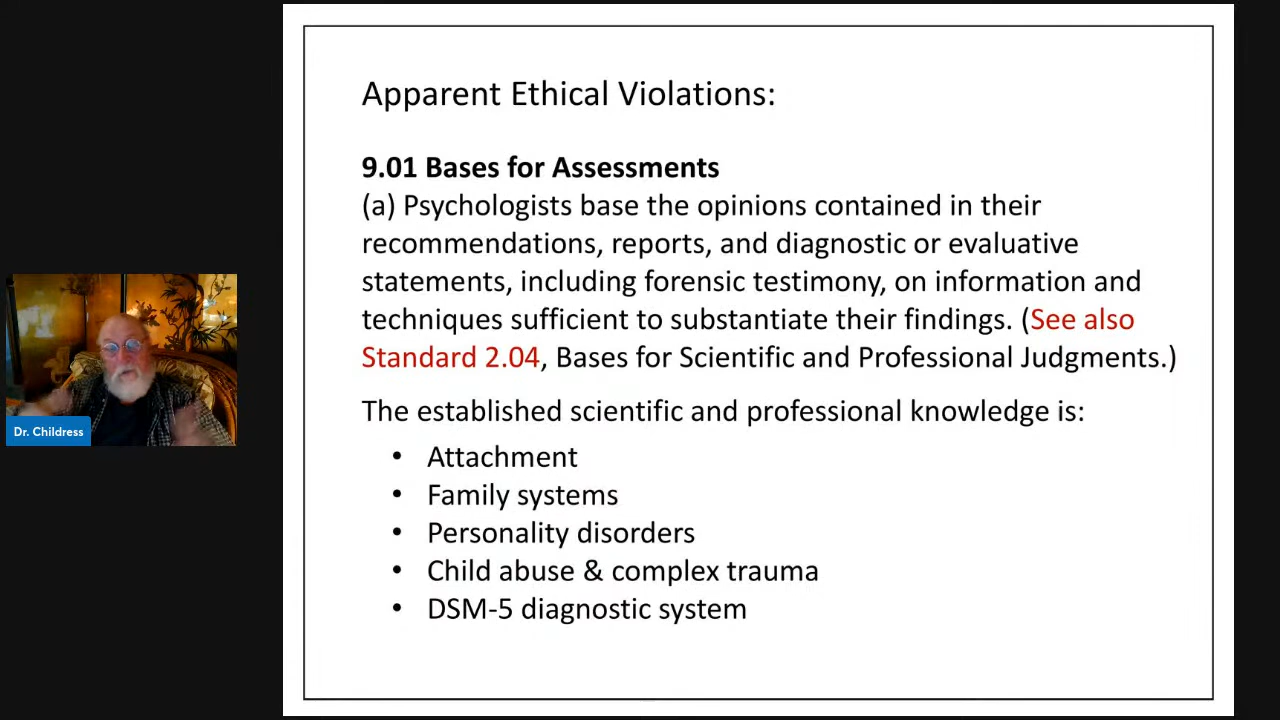 Apparent Ethical Violations:
9.01 Bases for Assessments
(a) Psychologists base the opinions contained in their
recommendations, reports, and diagnostic or evaluative
statements, including forensic testimony, on information and
techniques sufficient to substantiate their findings. (See also
Standard 2.04, Bases for Scientific and Professional Judgments.)
The established scientific and professional knowledge is:
• Attachment
• Family systems
• Personality disorders
• Child abuse & complex trauma
• DSM-5 diagnostic system
Dr. Childress